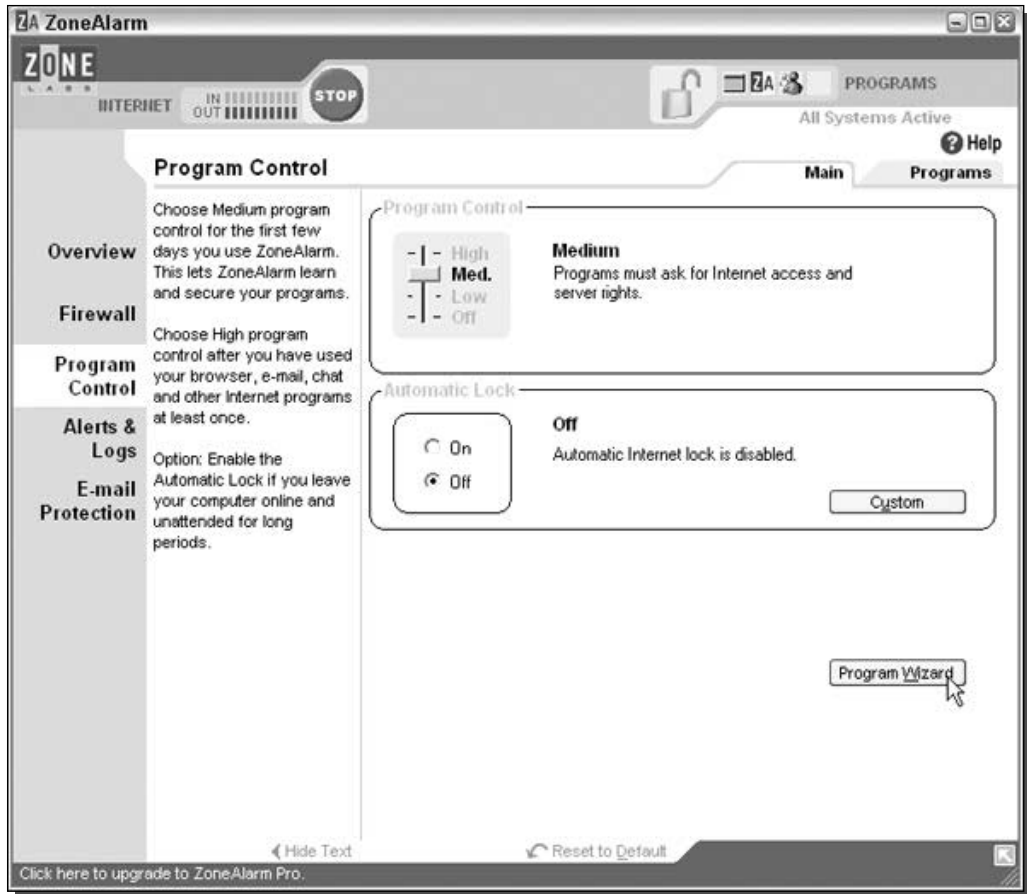 ZA ZoneAlarm
ZONE
LABS
INTERNET
IN
OUT
STOP
ZA
PROGRAMS
All Systems Active
? Help
Program Control
Main
Programs
Overview
Firewall
Program
Control
Alerts &
Logs
E-mail
Protection
Choose Medium program
control for the first few
days you use ZoneAlarm.
This lets ZoneAlarm learn
and secure your programs.
Choose High program
control after you have used
your browser, e-mail, chat
and other Internet programs
at least once.
Option: Enable the
Automatic Lock if you leave
your computer online and
unattended for long
periods.
Program Control
High
Med.
Low
Off
Medium
Programs must ask for Internet access and
server rights.
Automatic Lock
On
Off
Off
Automatic Internet lock is disabled.
Custom
Program Wizard
Hide Text
Reset to Default
Click here to upgrade to ZoneAlarm Pro.